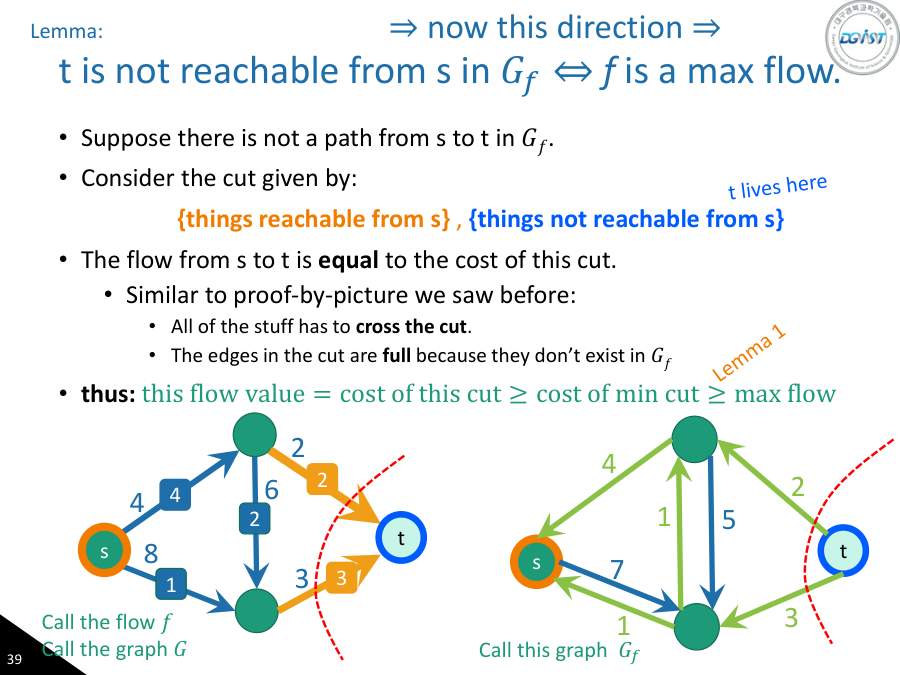 Lemma:
⇒ now this direction ⇒
t is not reachable from s in G_f ⇔ f is a max flow.
DGIST
• Suppose there is not a path from s to t in G_f.
• Consider the cut given by:
t lives here
{things reachable from s} , {things not reachable from s}
• The flow from s to t is equal to the cost of this cut.
• Similar to proof-by-picture we saw before:
• All of the stuff has to cross the cut.
• The edges in the cut are full because they don’t exist in G_f
Lemma 1
• thus: this flow value = cost of this cut ≥ cost of min cut ≥ max flow
2
2
4
4
6
2
s
t
8
1
3
3
Call the flow f
Call the graph G
4
2
1
5
s
t
7
1
3
Call this graph G_f
39